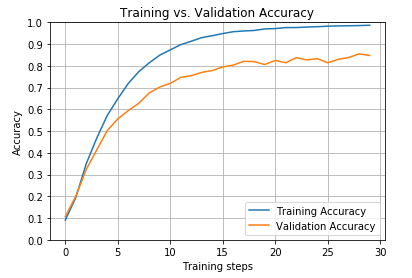 Training vs. Validation Accuracy
1.0
0.9
0.8
0.7
0.6
0.5
0.4
0.3
0.2
0.1
0.0
Accuracy
Training Accuracy
Validation Accuracy
0 5 10 15 20 25 30
Training steps